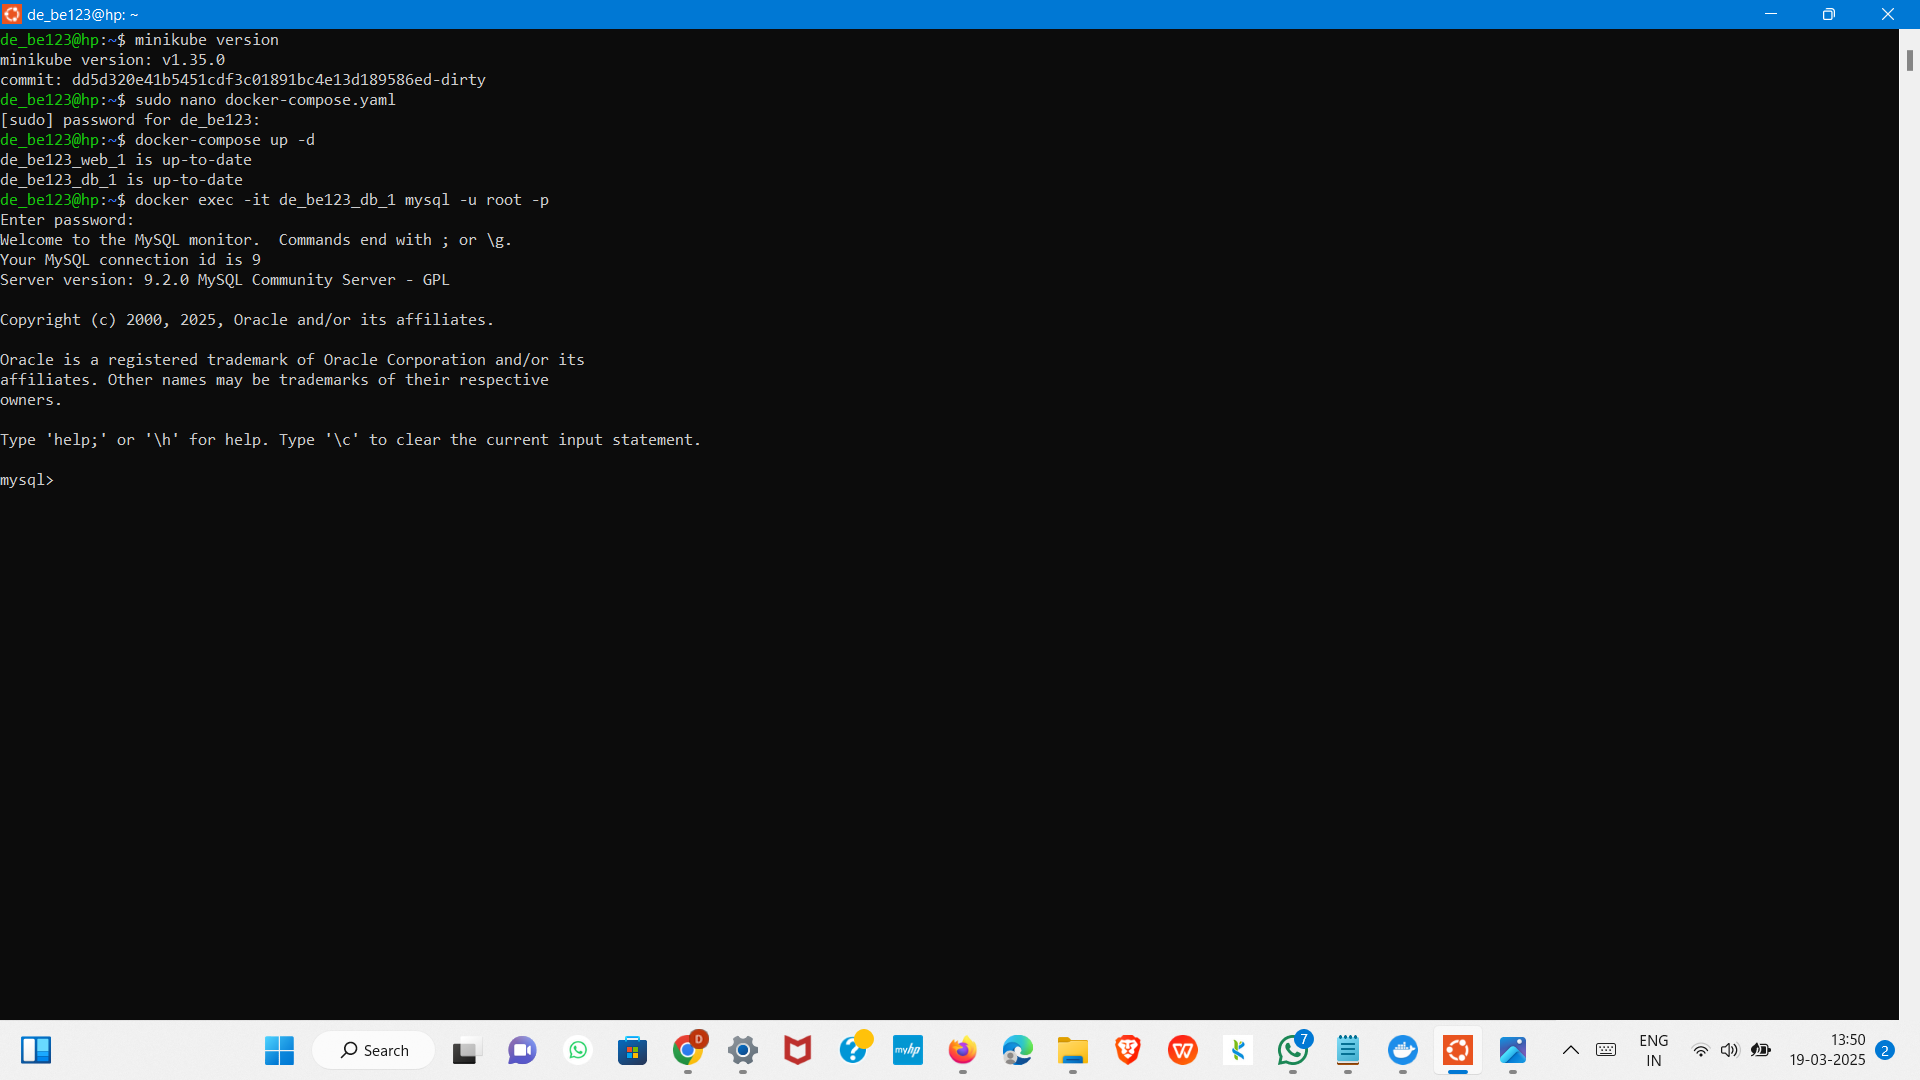 de_be123@hp: ~
de_be123@hp:~$ minikube version
minikube version: v1.35.0
commit: dd5d320e41b5451cdf3c01891bc4e13d189586ed-dirty
de_be123@hp:~$ sudo nano docker-compose.yaml
[sudo] password for de_be123:
de_be123@hp:~$ docker-compose up -d
de_be123_web_1 is up-to-date
de_be123_db_1 is up-to-date
de_be123@hp:~$ docker exec -it de_be123_db_1 mysql -u root -p
Enter password:
Welcome to the MySQL monitor.  Commands end with ; or \g.
Your MySQL connection id is 9
Server version: 9.2.0 MySQL Community Server - GPL
Copyright (c) 2000, 2025, Oracle and/or its affiliates.
Oracle is a registered trademark of Oracle Corporation and/or its
affiliates. Other names may be trademarks of their respective
owners.
Type 'help;' or '\h' for help. Type '\c' to clear the current input statement.
mysql>
Search
D
?
myhp
W
7
ENG
IN
13:50
19-03-2025
2